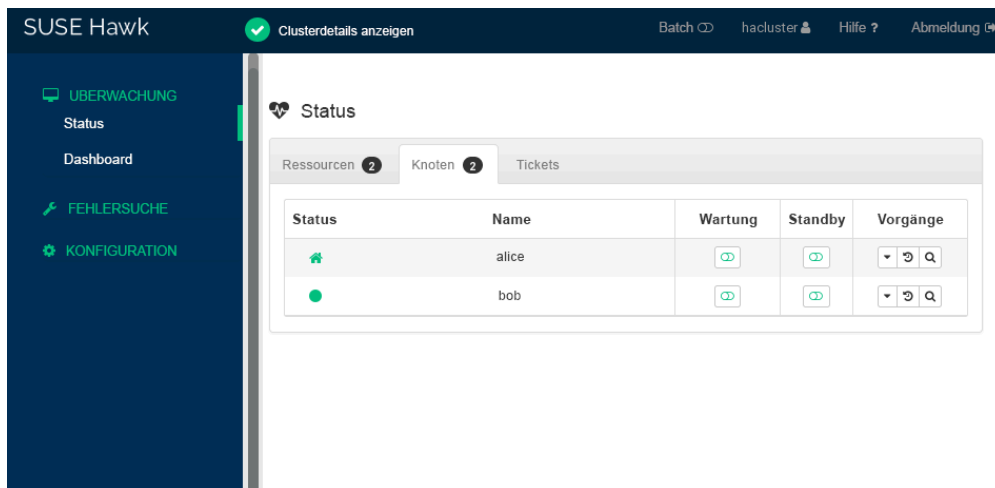 SUSE Hawk
Clusterdetails anzeigen
Batch hacluster Hilfe ? Abmeldung
UBERWACHUNG
Status
Dashboard
FEHLERSUCHE
KONFIGURATION
Status
Ressourcen 2 Knoten 2 Tickets
Status Name Wartung Standby Vorgänge
alice
bob